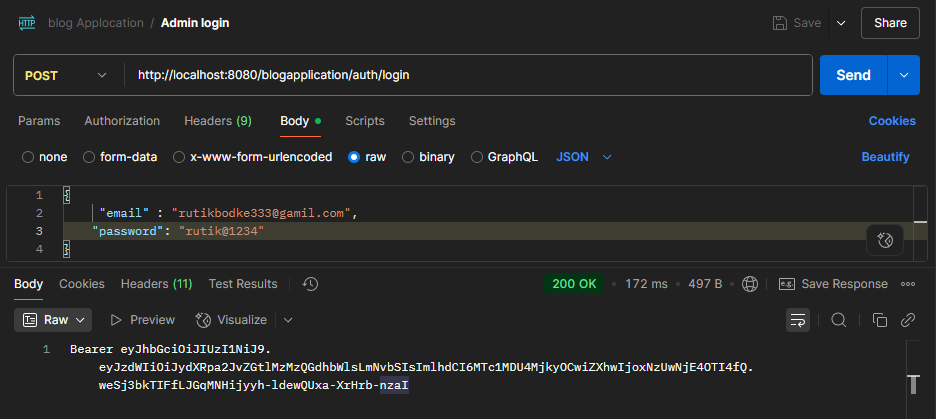 HTTP blog Applocation / Admin login Save Share
POST http://localhost:8080/blogapplication/auth/login Send
Params Authorization Headers (9) Body Scripts Settings Cookies
none form-data x-www-form-urlencoded raw binary GraphQL JSON Beautify
1 {
2 "email" : "rutikbodke333@gamil.com",
3 "password": "rutik@1234"
4 }
Body Cookies Headers (11) Test Results 200 OK • 172 ms • 497 B • e.g. Save Response
Raw Preview Visualize
1 Bearer eyJhbGciOiJIUzI1NiJ9.
eyJzdWIiOiJydXRpa2JvZGtlMzMzQGdhbWlsLmNvbSIsImlhdCI6MTc1MDU4MjkyOCwiZXhwIjoxNzUwNjE4OTI4fQ.
weSj3bkTIFfLJGqMNHijyyh-ldewQUxa-XrHrb-nzaI